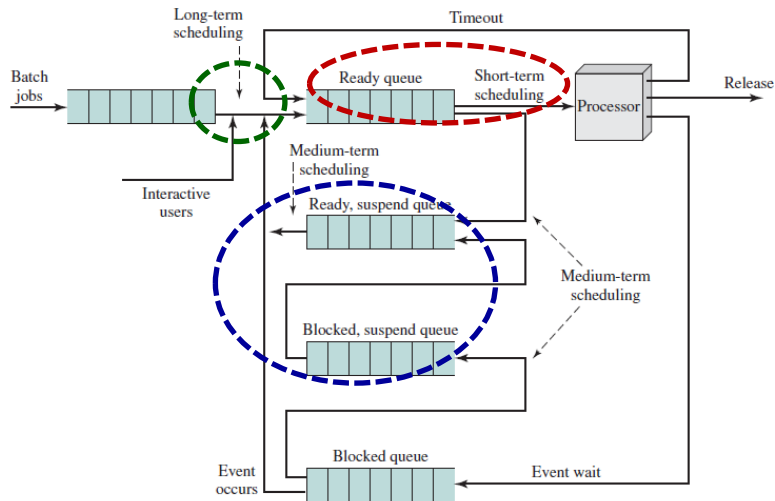 Long-term
scheduling
Timeout
Batch
jobs
Ready queue
Short-term
scheduling
Processor
Release
Interactive
users
Medium-term
scheduling
Ready, suspend queue
Medium-term
scheduling
Blocked, suspend queue
Blocked queue
Event
occurs
Event wait